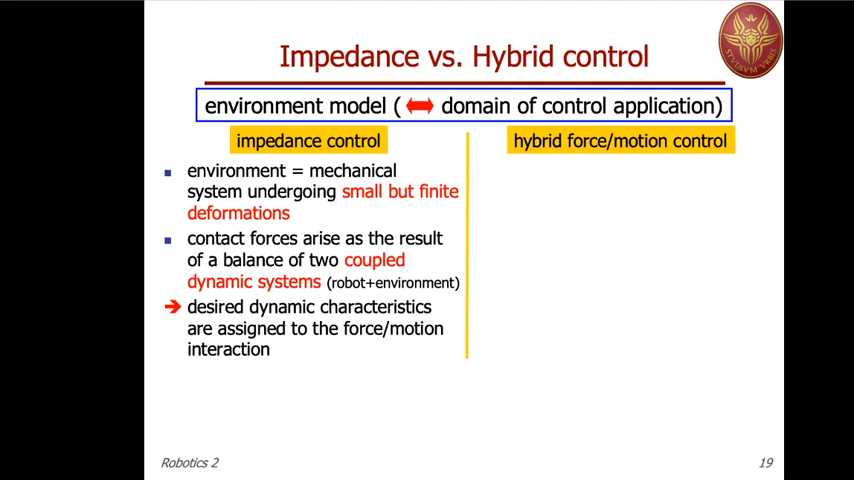 Impedance vs. Hybrid control
STVDIVM VRBIS
environment model ( ↔ domain of control application)
impedance control
hybrid force/motion control
environment = mechanical
system undergoing small but finite
deformations
contact forces arise as the result
of a balance of two coupled
dynamic systems (robot+environment)
desired dynamic characteristics
are assigned to the force/motion
interaction
Robotics 2
19